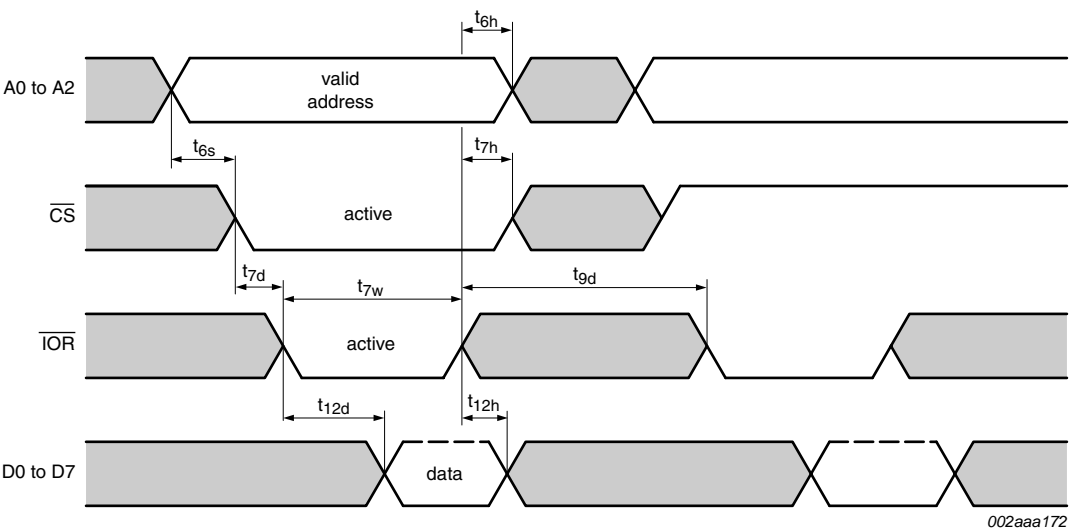 t6h
A0 to A2
valid
address
t6s
t7h
CS
active
t7d
t7w
t9d
IOR
active
t12d
t12h
D0 to D7
data
002aaa172